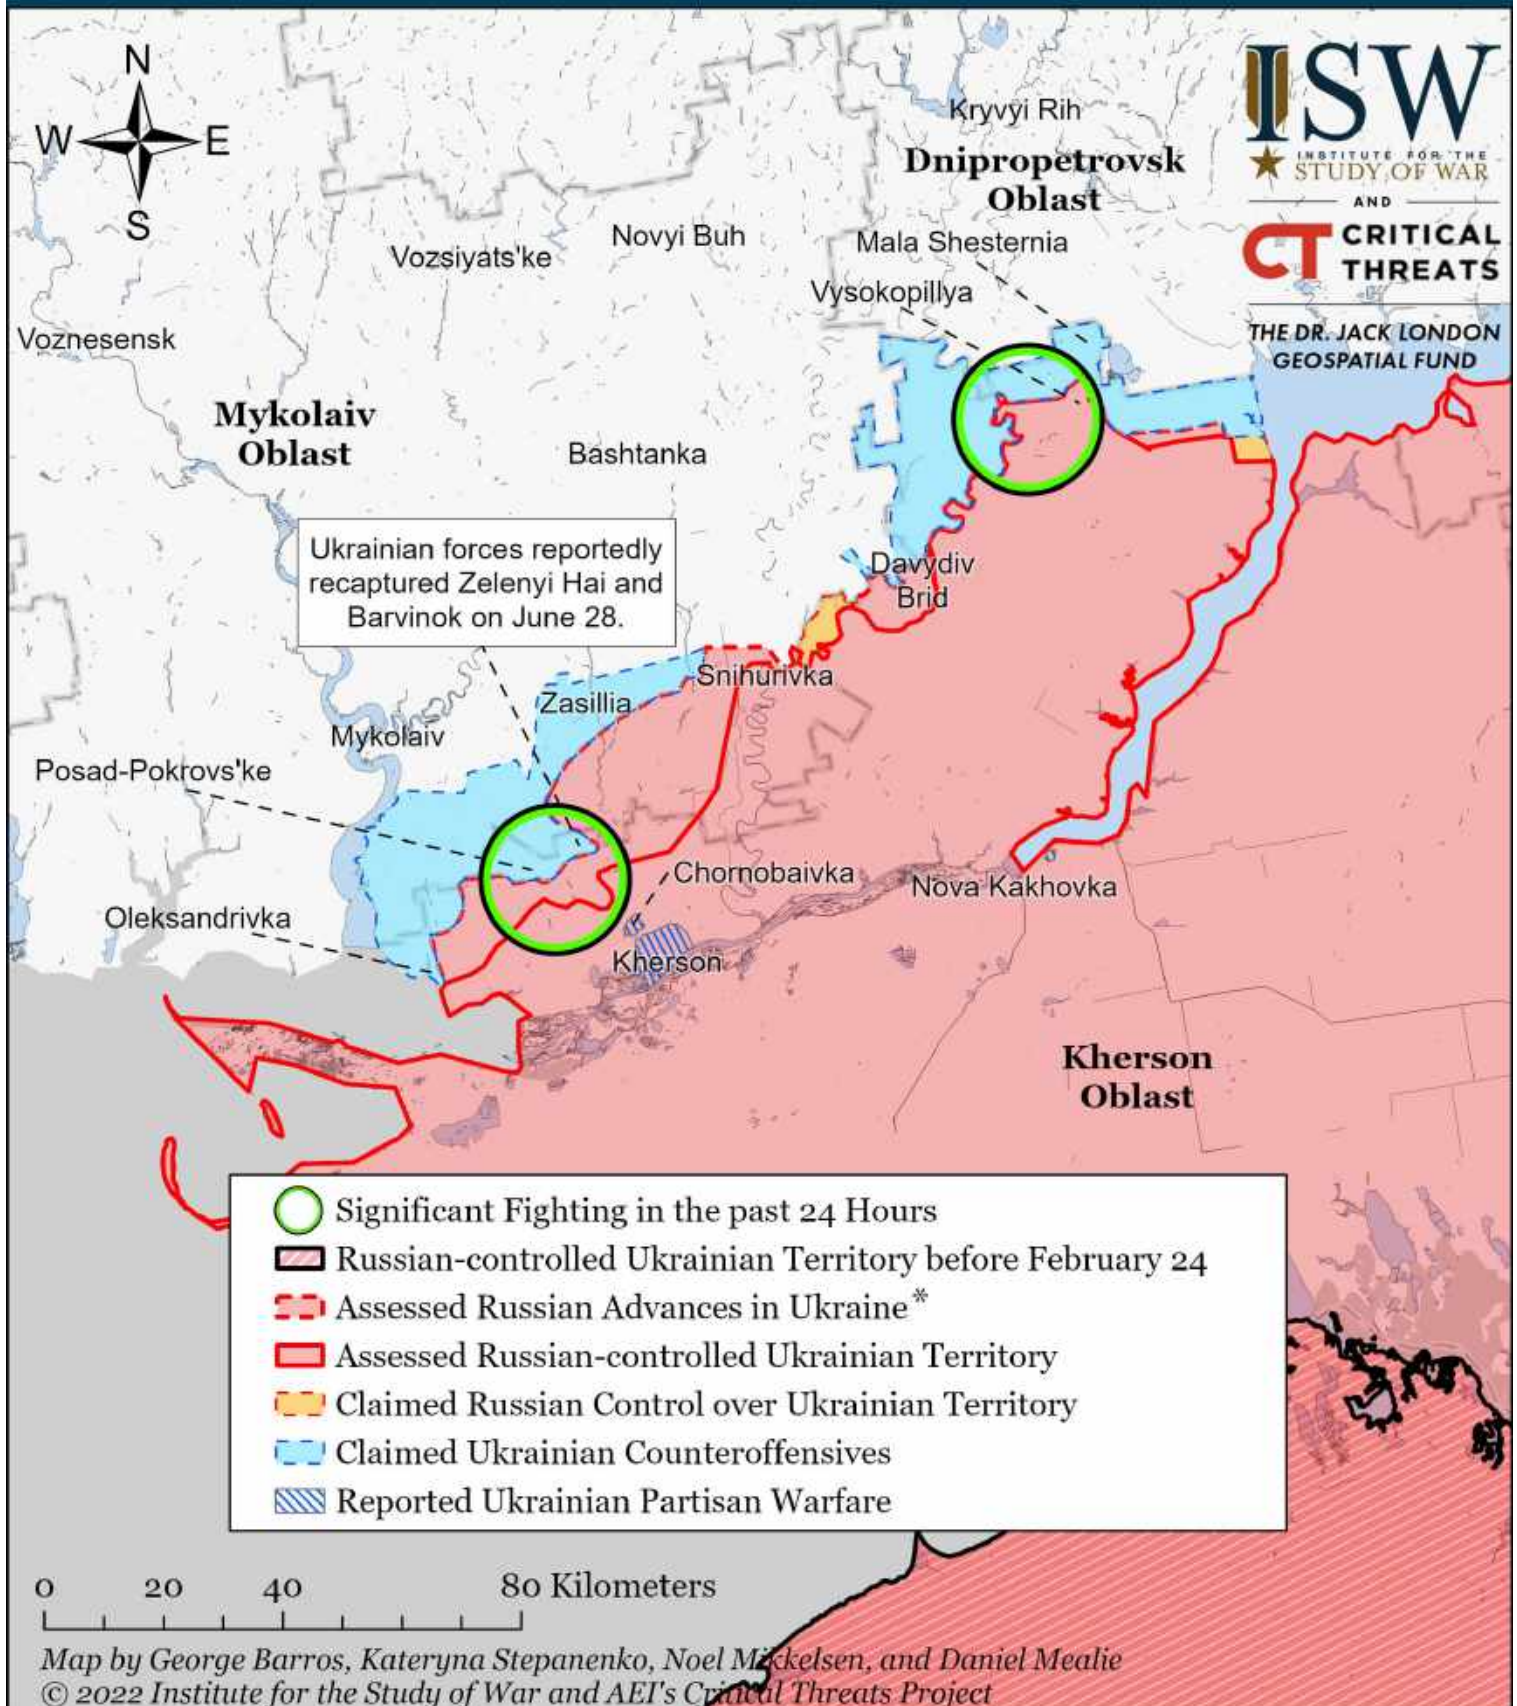 N
W E
S
ISW
INSTITUTE FOR THE
STUDY OF WAR
AND
CT CRITICAL
THREATS
THE DR. JACK LONDON
GEOSPATIAL FUND
Kryvyi Rih
Dnipropetrovsk
Oblast
Mala Shesternia
Vysokopillya
Novyi Buh
Vozsiyats'ke
Voznesensk
Mykolaiv
Oblast
Bashtanka
Ukrainian forces reportedly
recaptured Zelenyi Hai and
Barvinok on June 28.
Davydiv
Brid
Snihurivka
Zasillia
Mykolaiv
Posad-Pokrovs'ke
Chornobaivka
Nova Kakhovka
Oleksandrivka
Kherson
Kherson
Oblast
Significant Fighting in the past 24 Hours
Russian-controlled Ukrainian Territory before February 24
Assessed Russian Advances in Ukraine*
Assessed Russian-controlled Ukrainian Territory
Claimed Russian Control over Ukrainian Territory
Claimed Ukrainian Counteroffensives
Reported Ukrainian Partisan Warfare
0 20 40 80 Kilometers
Map by George Barros, Kateryna Stepanenko, Noel Mikkelsen, and Daniel Mealie
© 2022 Institute for the Study of War and AEI's Critical Threats Project